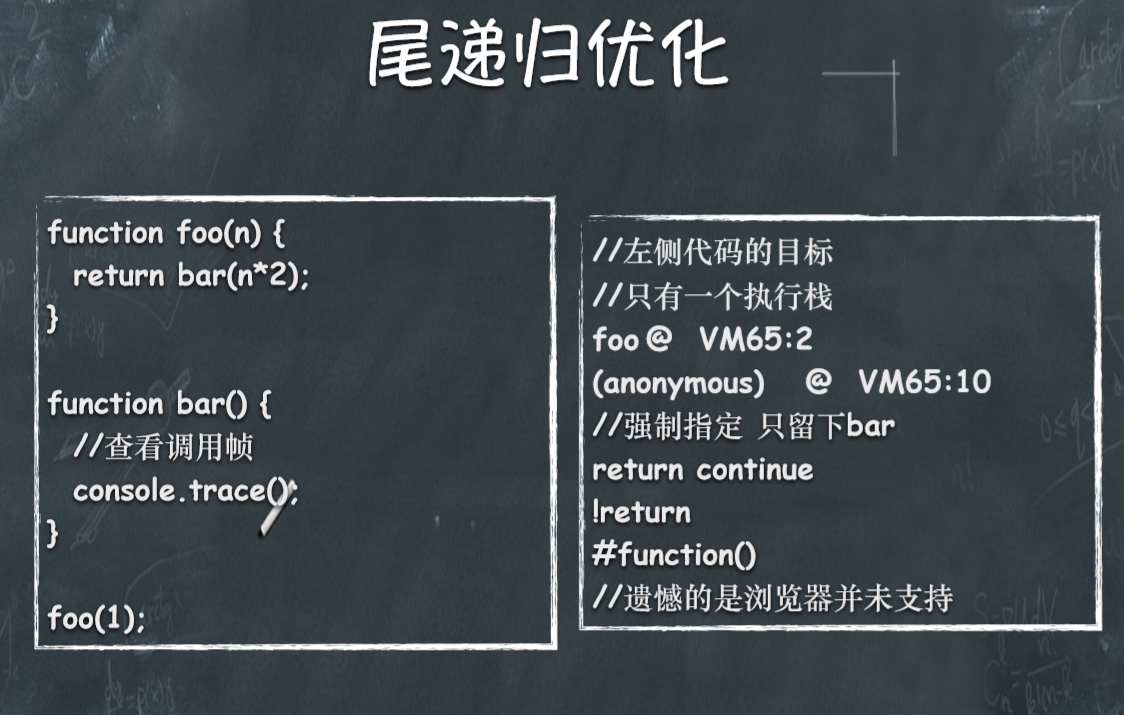 尾递归优化
function foo(n) {
return bar(n*2);
}
function bar() {
//查看调用帧
console.trace();
}
foo(1);
//左侧代码的目标
//只有一个执行栈
foo @ VM65:2
(anonymous) @ VM65:10
//强制指定 只留下bar
return continue
!return
#function()
//遗憾的是浏览器并未支持